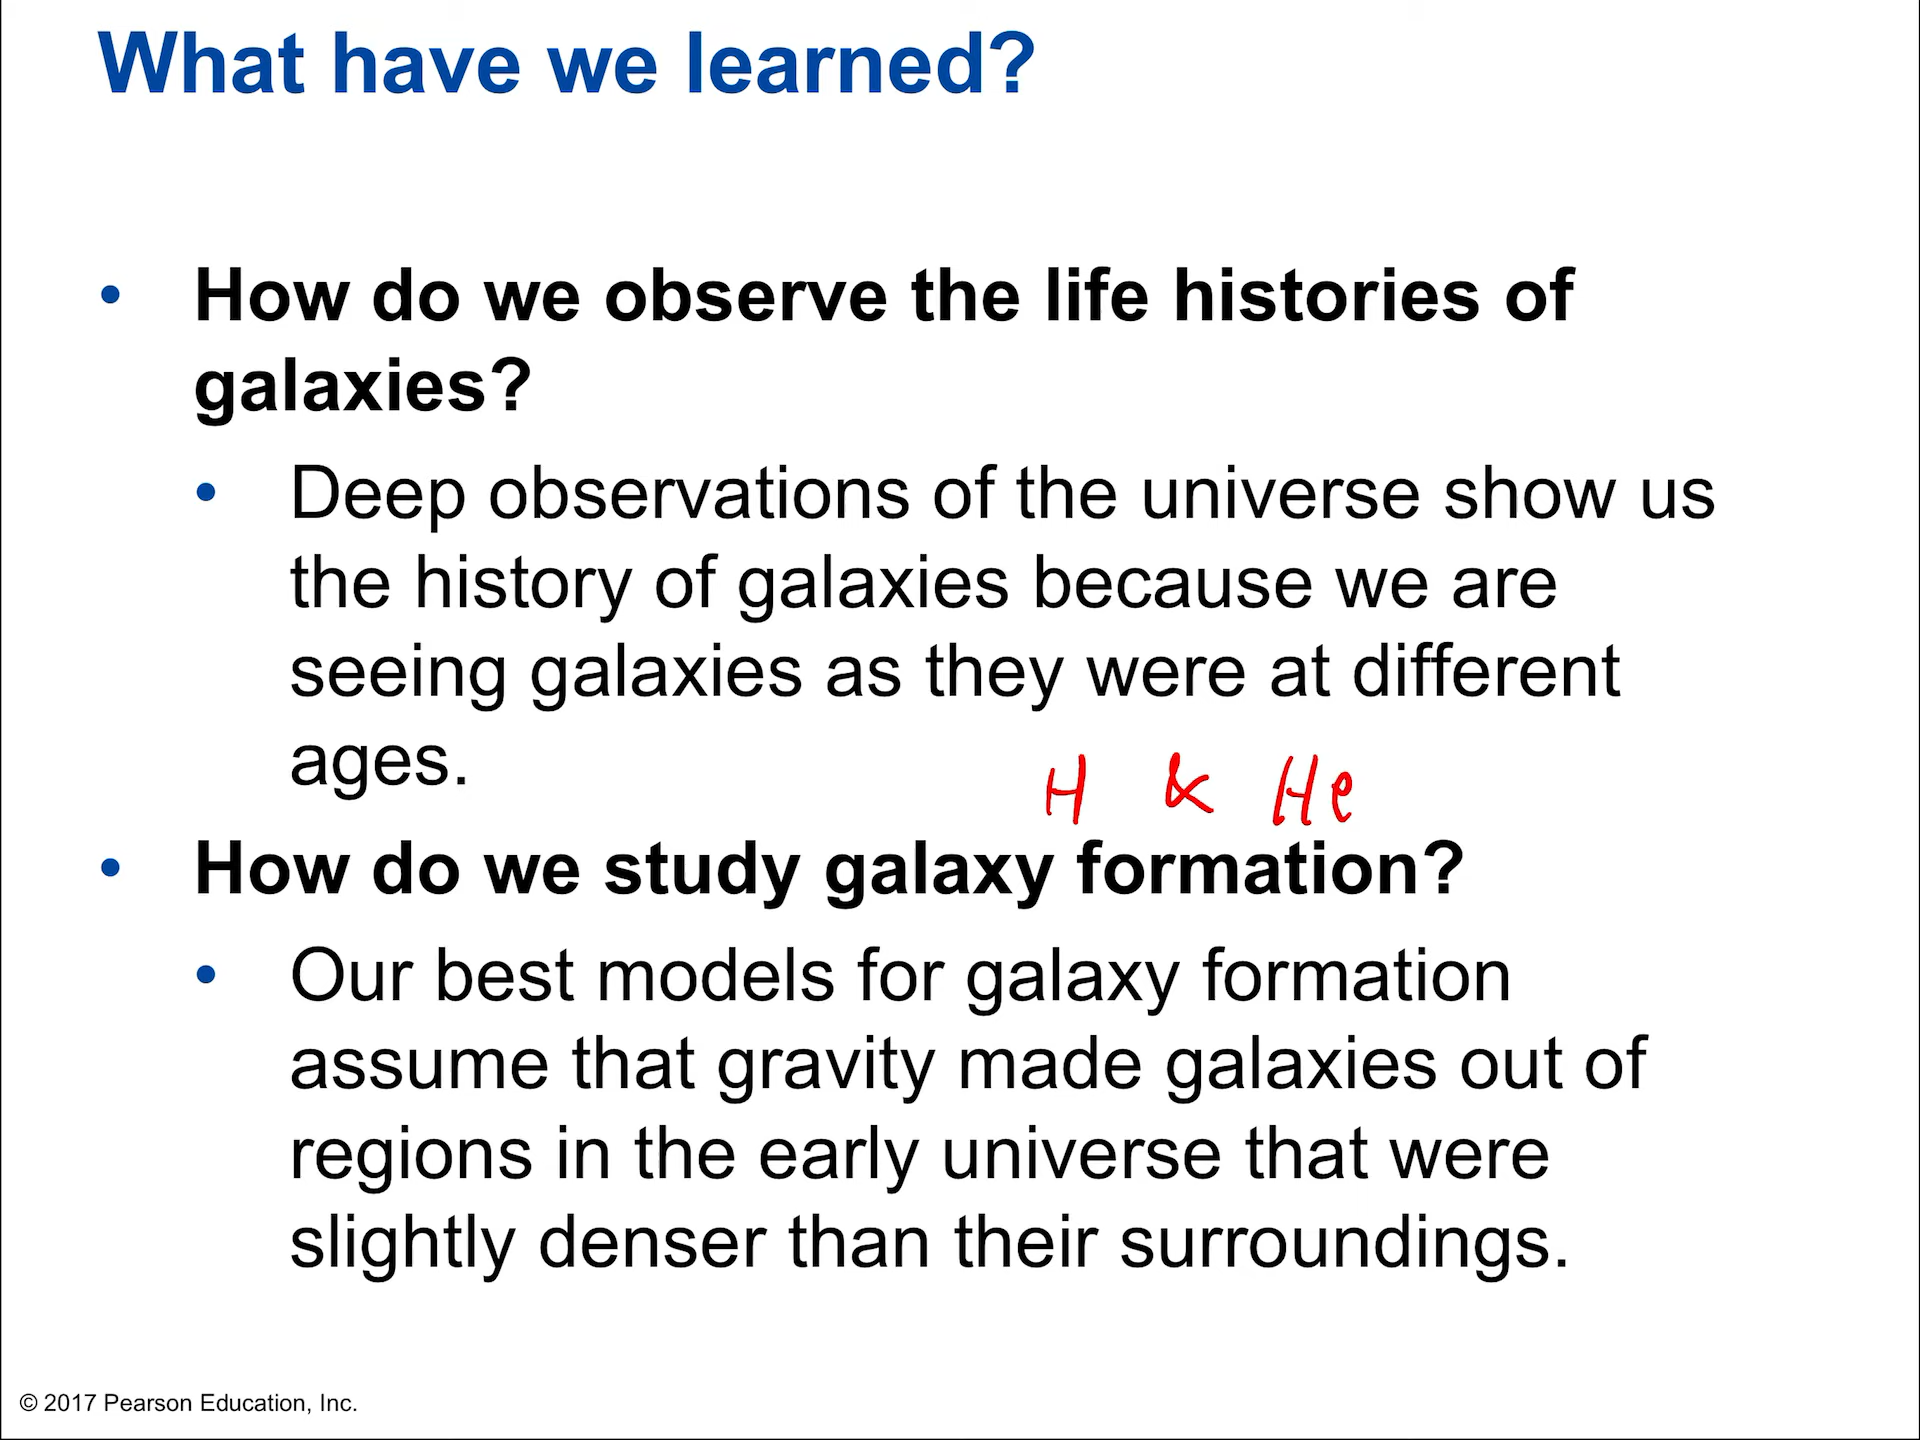 What have we learned?
• How do we observe the life histories of
galaxies?
• Deep observations of the universe show us
the history of galaxies because we are
seeing galaxies as they were at different
ages.
H & He
• How do we study galaxy formation?
• Our best models for galaxy formation
assume that gravity made galaxies out of
regions in the early universe that were
slightly denser than their surroundings.
© 2017 Pearson Education, Inc.